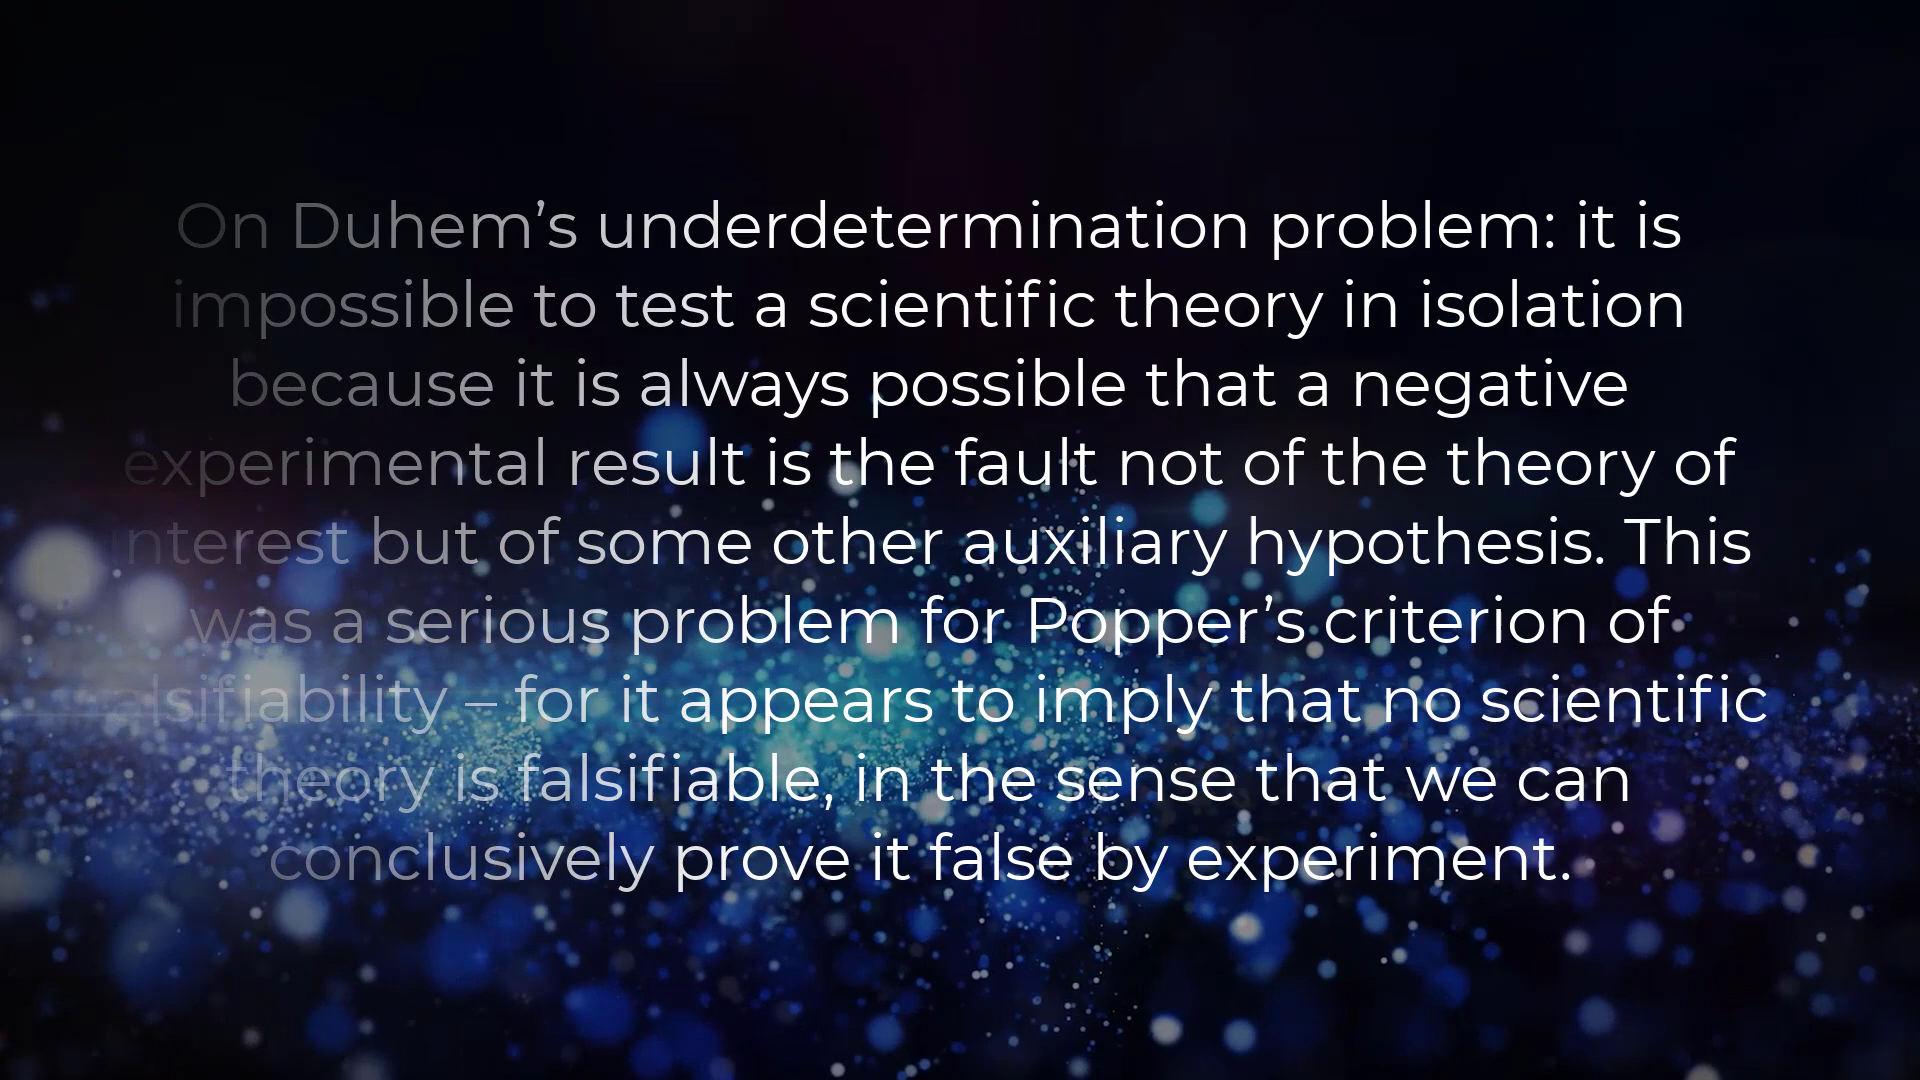 On Duhem’s underdetermination problem: it is
impossible to test a scientific theory in isolation
because it is always possible that a negative
experimental result is the fault not of the theory of
interest but of some other auxiliary hypothesis. This
was a serious problem for Popper’s criterion of
falsifiability – for it appears to imply that no scientific
theory is falsifiable, in the sense that we can
conclusively prove it false by experiment.